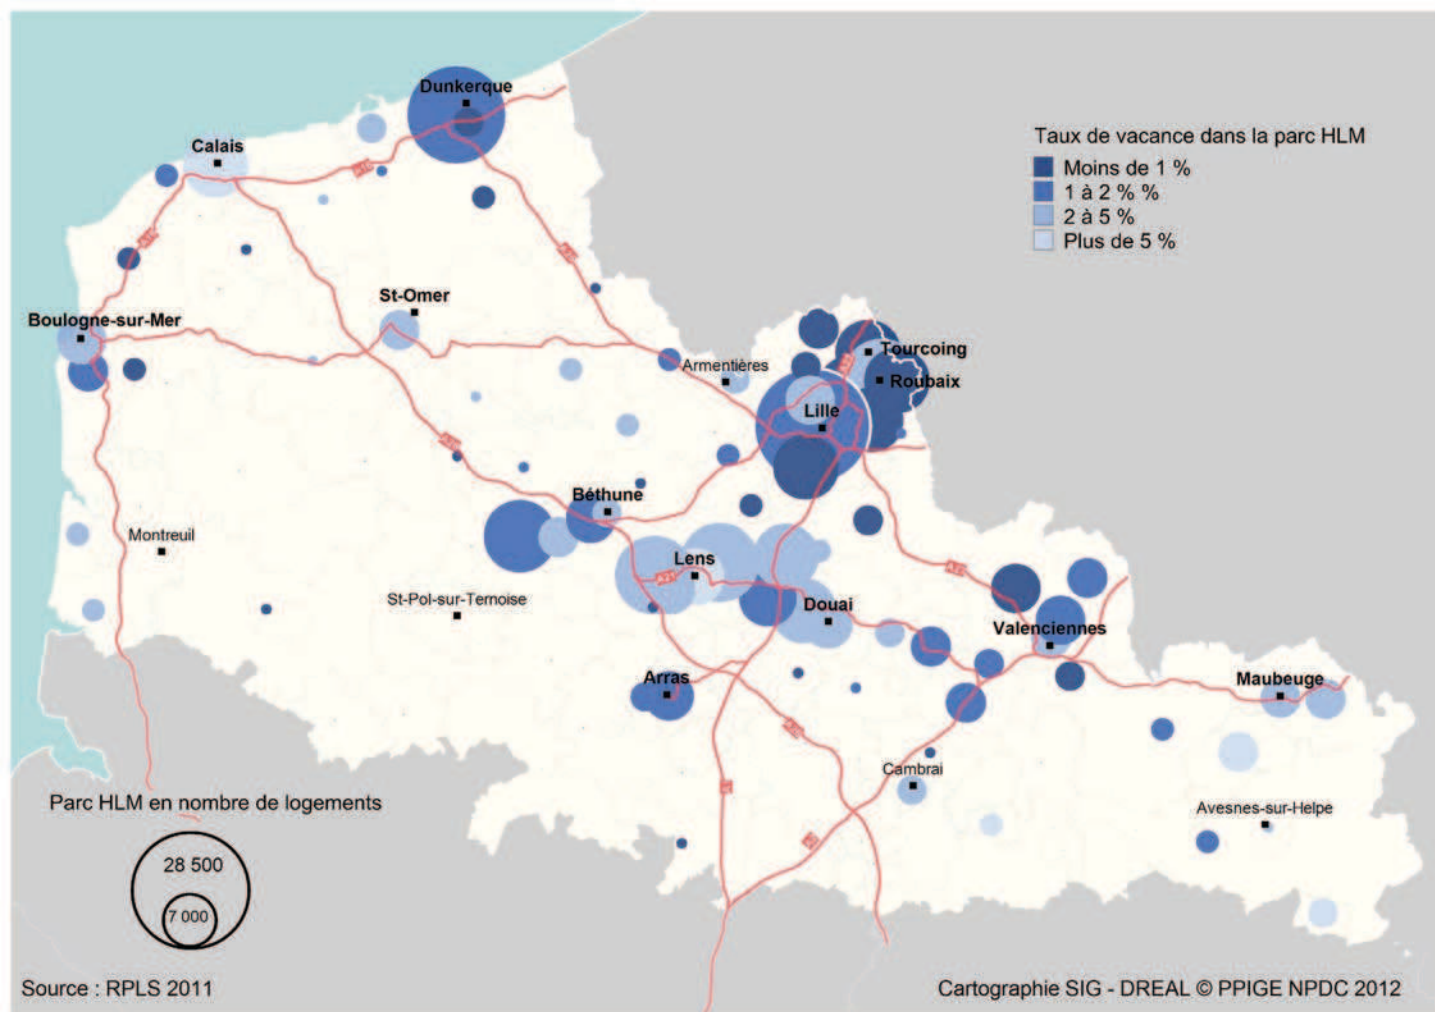 Dunkerque
Calais
Taux de vacance dans la parc HLM
Moins de 1 %
1 à 2 % %
2 à 5 %
Plus de 5 %
St-Omer
Boulogne-sur-Mer
Tourcoing
Armentières
Roubaix
Lille
Béthune
Montreuil
Lens
St-Pol-sur-Ternoise
Douai
Valenciennes
Arras
Maubeuge
Cambrai
Avesnes-sur-Helpe
Parc HLM en nombre de logements
28 500
7 000
Source : RPLS 2011
Cartographie SIG - DREAL © PPIGE NPDC 2012